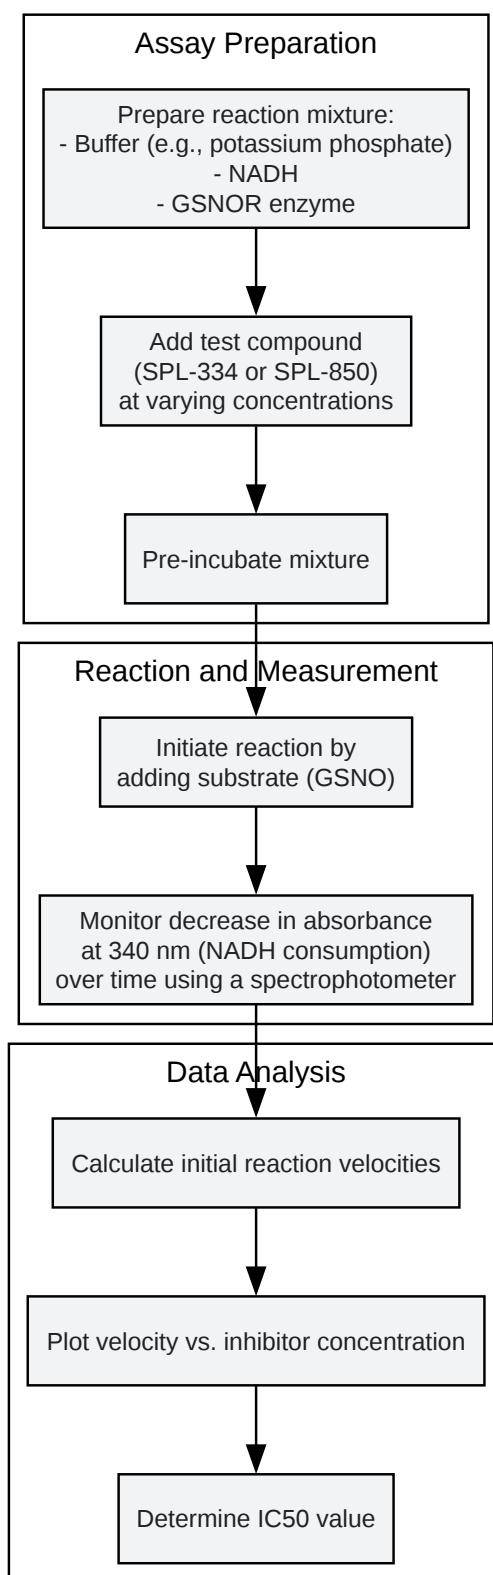 Assay Preparation
Prepare reaction mixture:
- Buffer (e.g., potassium phosphate)
- NADH
- GSNOR enzyme
Add test compound
(SPL-334 or SPL-850)
at varying concentrations
Pre-incubate mixture
Reaction and Measurement
Initiate reaction by
adding substrate (GSNO)
Monitor decrease in absorbance
at 340 nm (NADH consumption)
over time using a spectrophotometer
Data Analysis
Calculate initial reaction velocities
Plot velocity vs. inhibitor concentration
Determine IC50 value